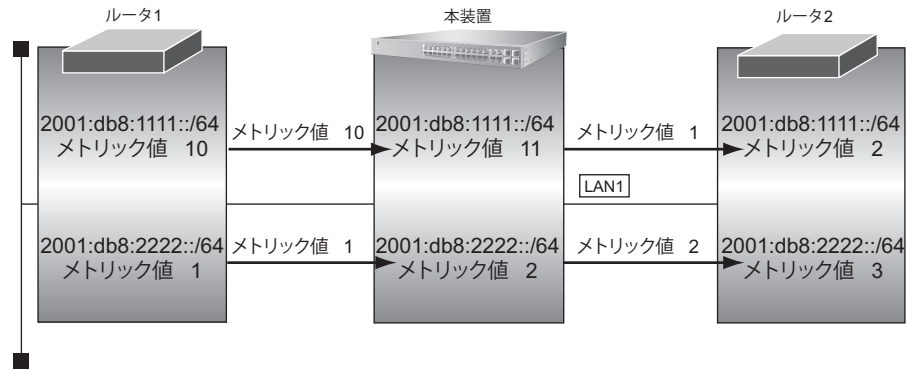 ルータ1
本装置
ルータ2
2001:db8:1111::/64
メトリック値 10
メトリック値 10
2001:db8:1111::/64
メトリック値 11
メトリック値 1
2001:db8:1111::/64
メトリック値 2
LAN1
2001:db8:2222::/64
メトリック値 1
メトリック値 1
2001:db8:2222::/64
メトリック値 2
メトリック値 2
2001:db8:2222::/64
メトリック値 3